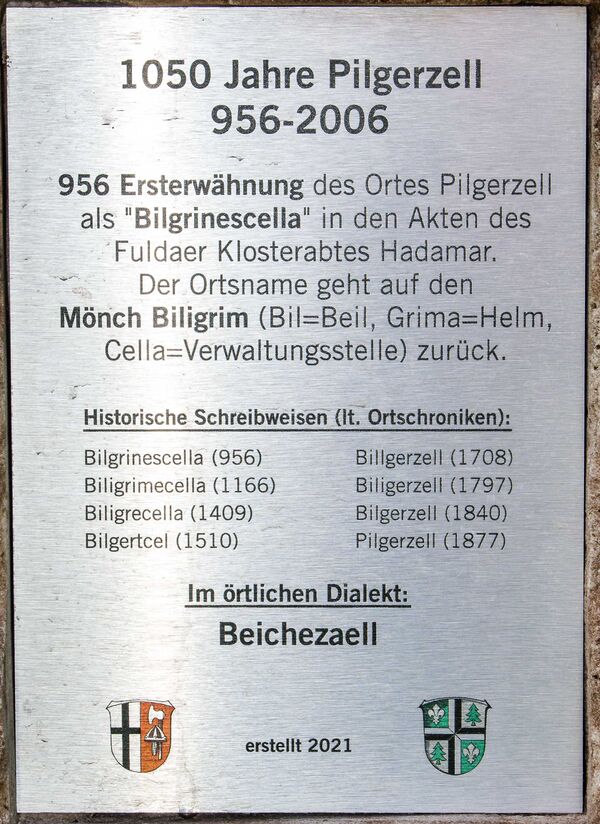 1050 Jahre Pilgerzell
956-2006
956 Ersterwähnung des Ortes Pilgerzell
als "Bilgrinescella" in den Akten des
Fuldaer Klosterabtes Hadamar.
Der Ortsname geht auf den
Mönch Biligrim (Bil=Beil, Grima=Helm,
Cella=Verwaltungsstelle) zurück.
Historische Schreibweisen (lt. Ortschroniken):
Bilgrinescella (956)
Biligrimecella (1166)
Biligrecella (1409)
Bilgertcel (1510)
Billgerzell (1708)
Biligerzell (1797)
Bilgerzell (1840)
Pilgerzell (1877)
Im örtlichen Dialekt:
Beichezaell
erstellt 2021